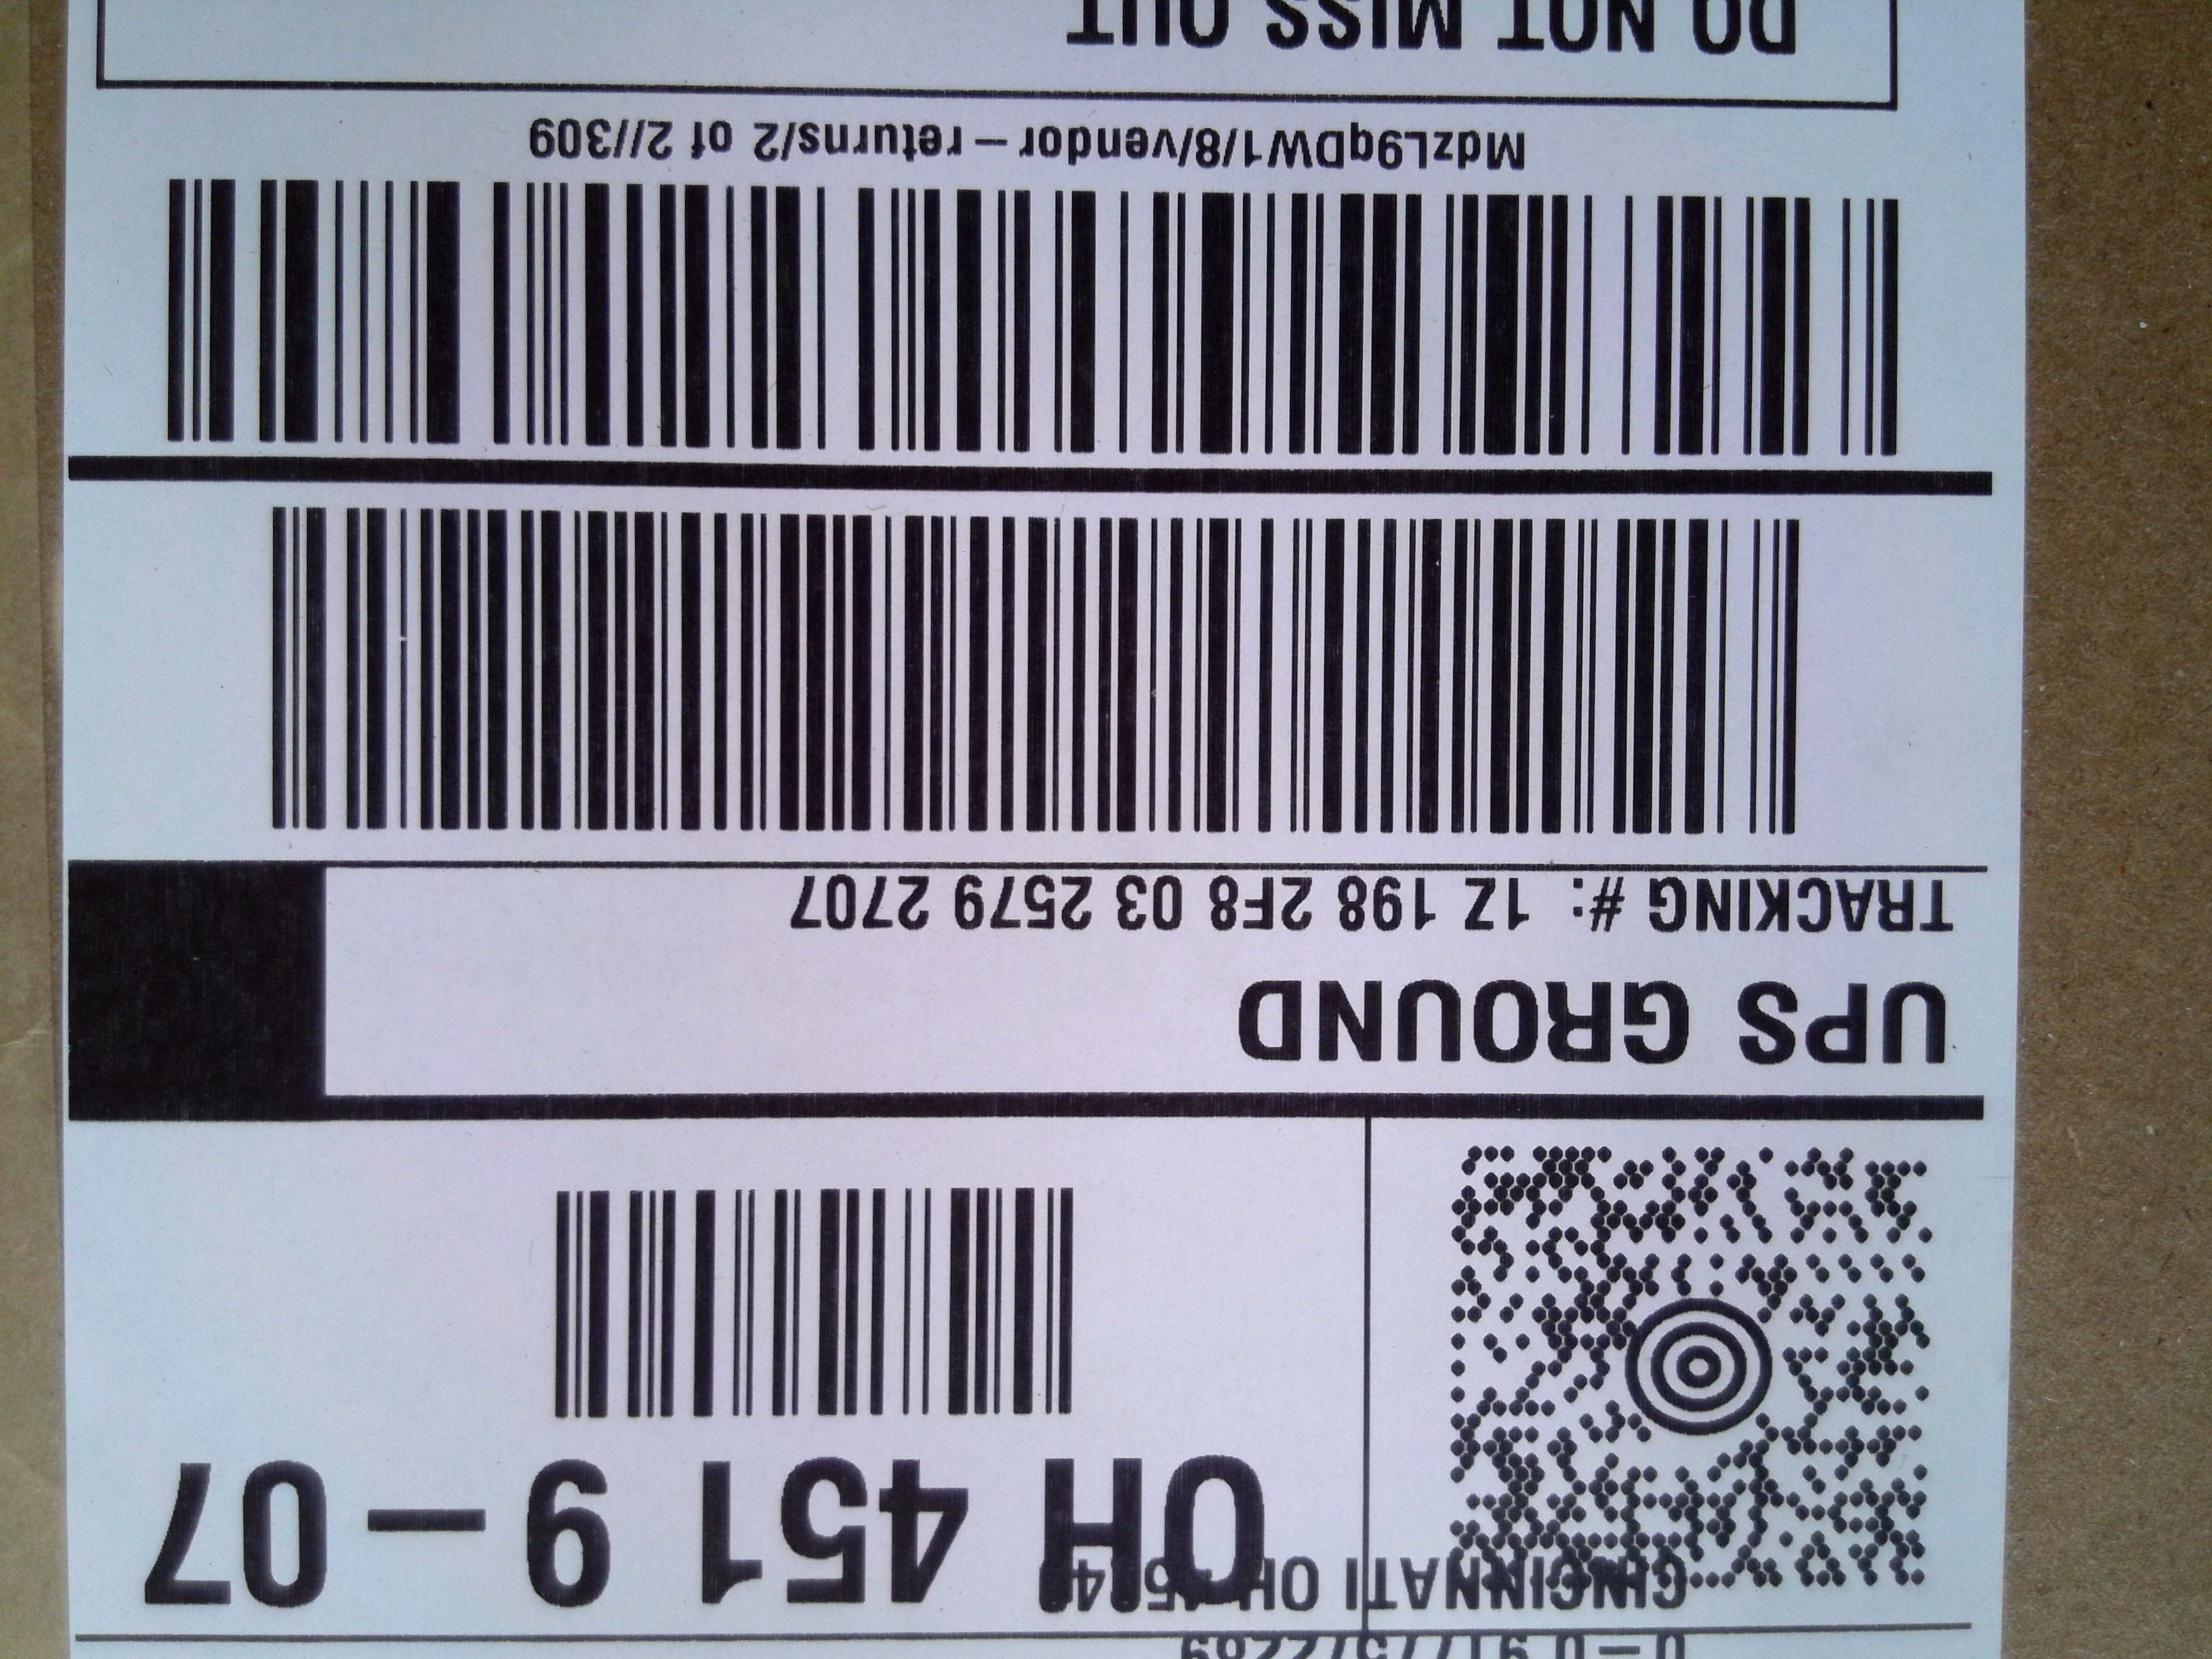 CINCINNATI OH
OH 451 9 – 07
UPS GROUND
TRACKING #: 1Z 198 2F8 03 2579 2707
MdzL9qDW1/8/vendor – returns/2 of 2//309
DO NOT MISS OUT